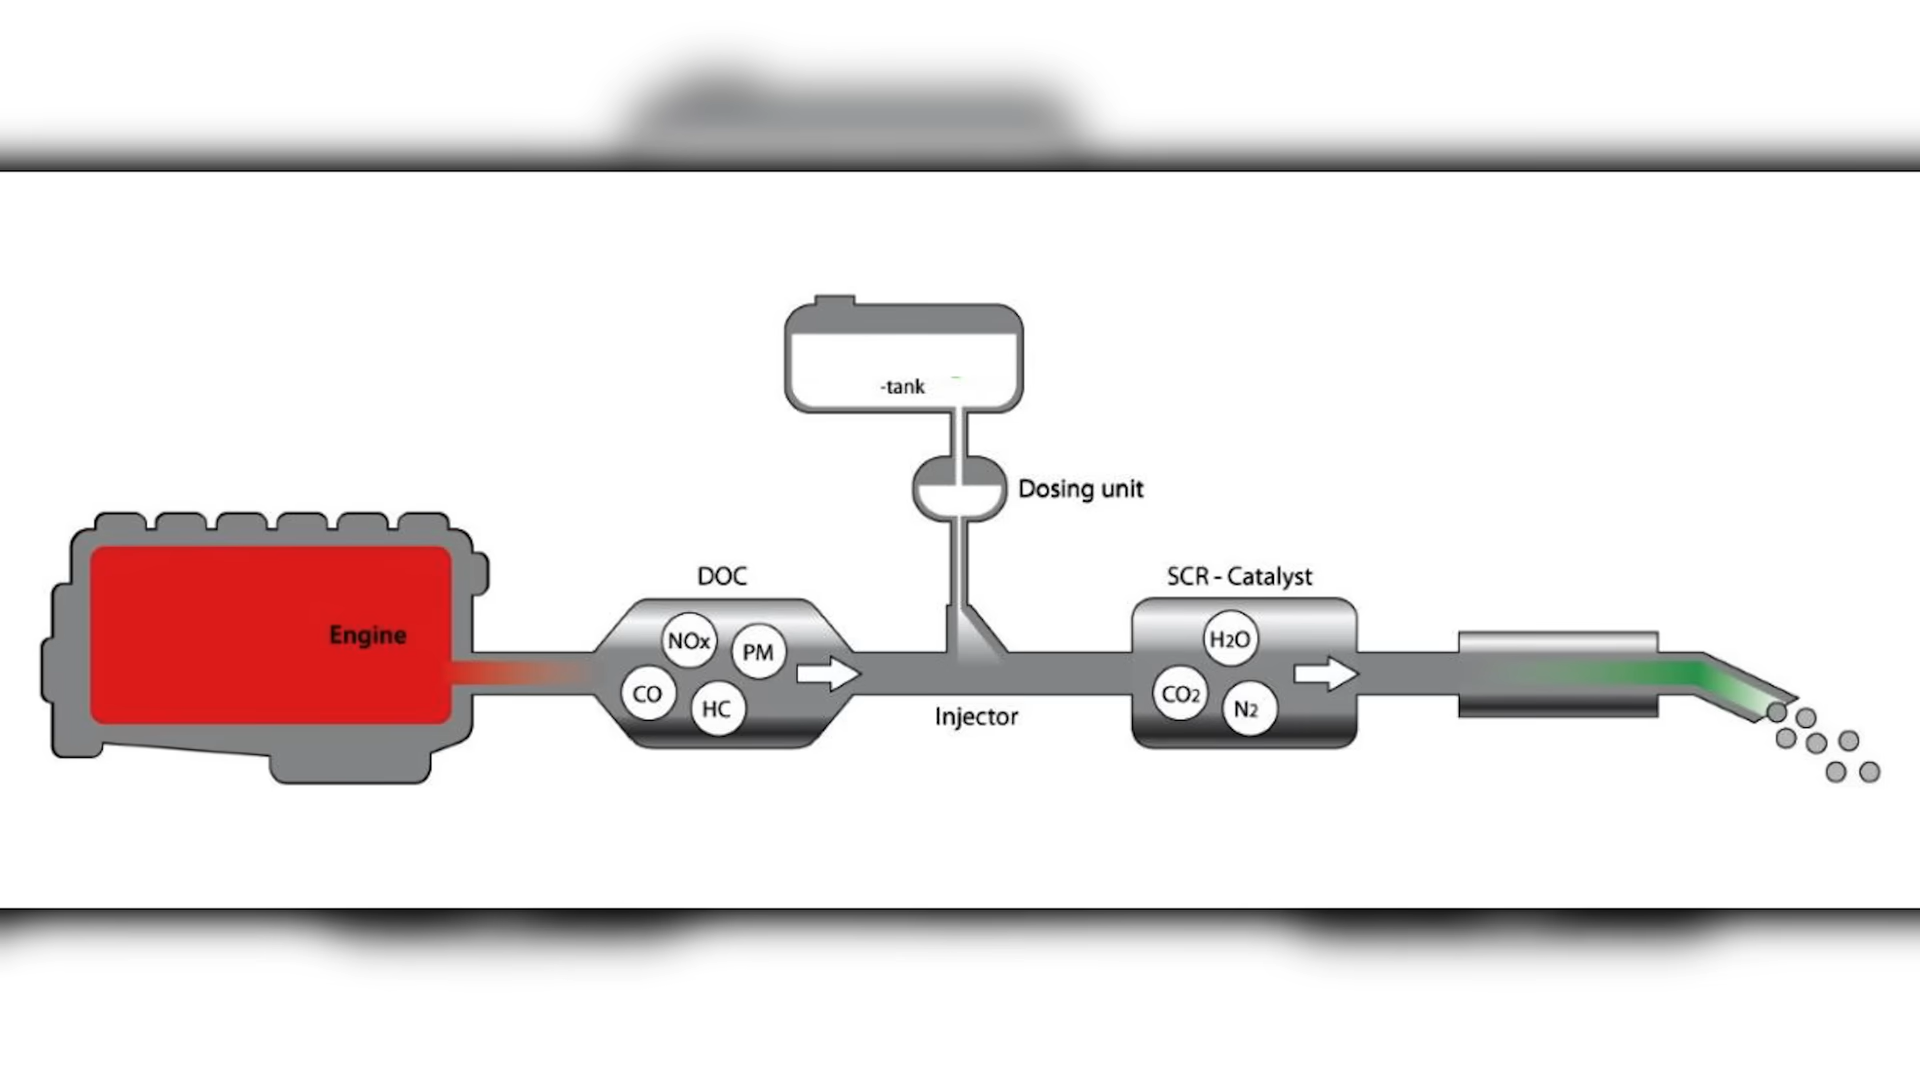 -tank
Dosing unit
DOC
SCR - Catalyst
Engine
NOx
PM
CO
HC
H2O
CO2
N2
Injector